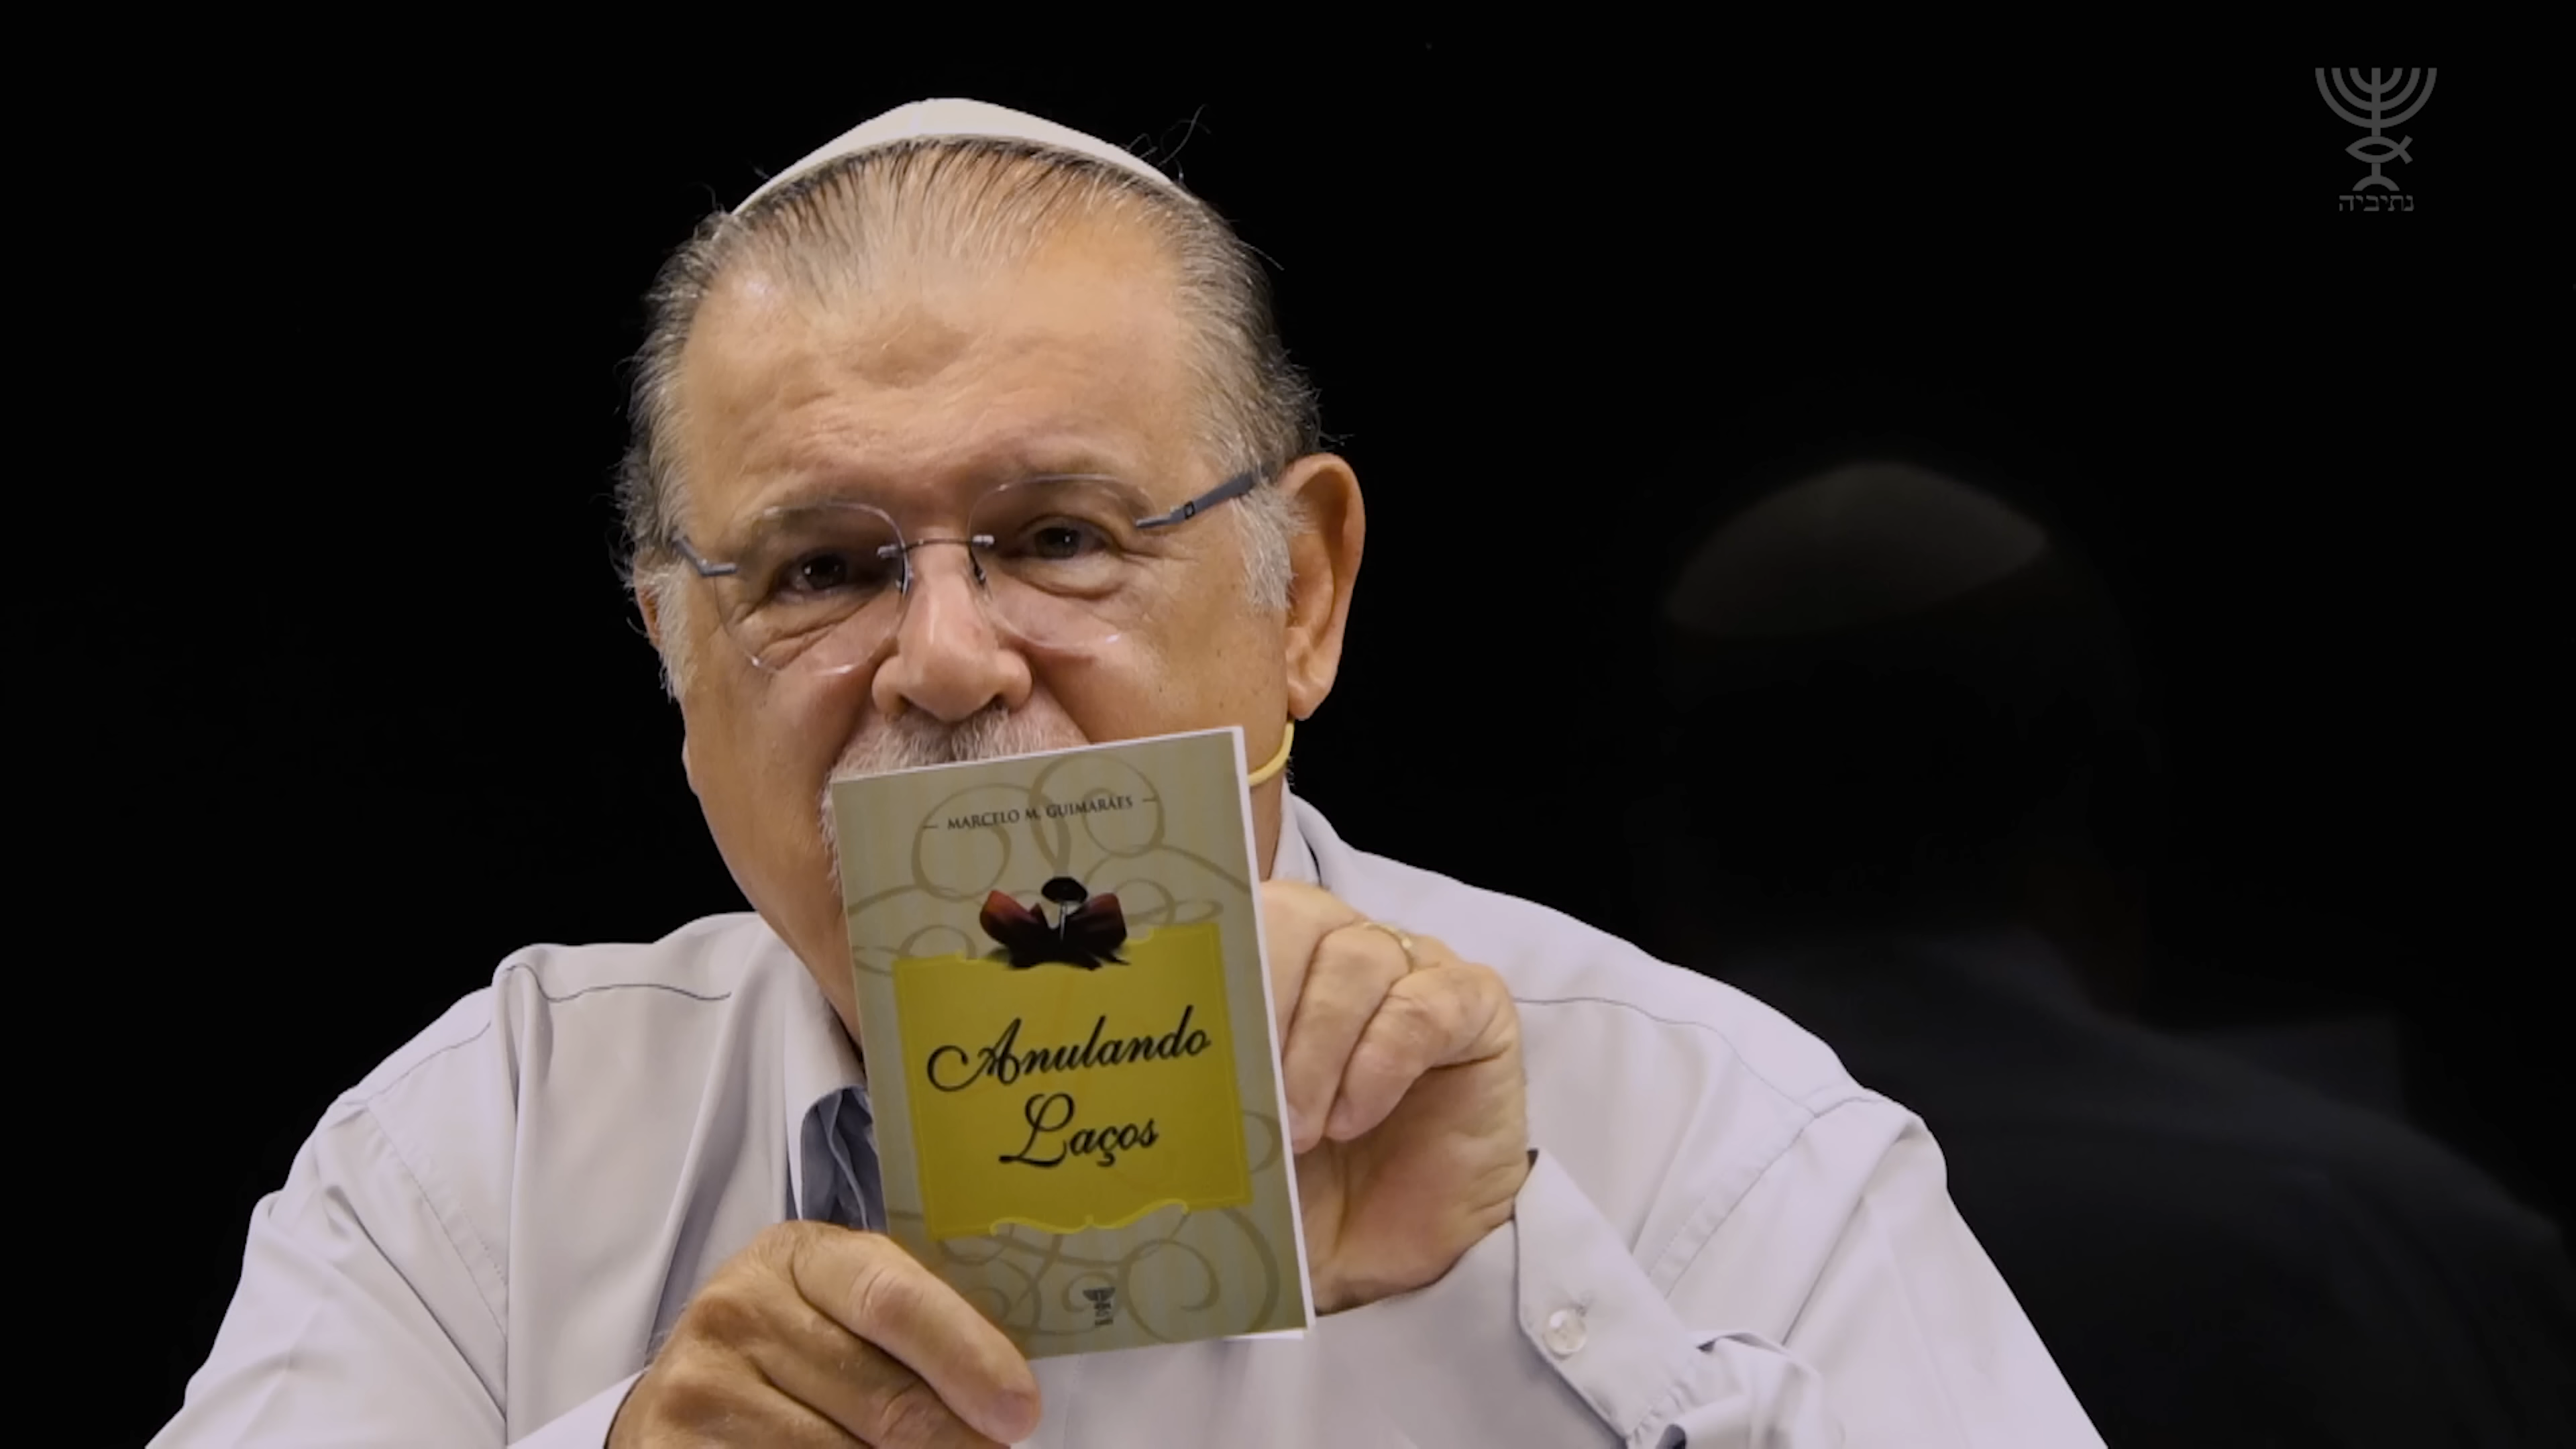 נתיביה
MARCELO M. GUIMARÃES
Anulando
Laços